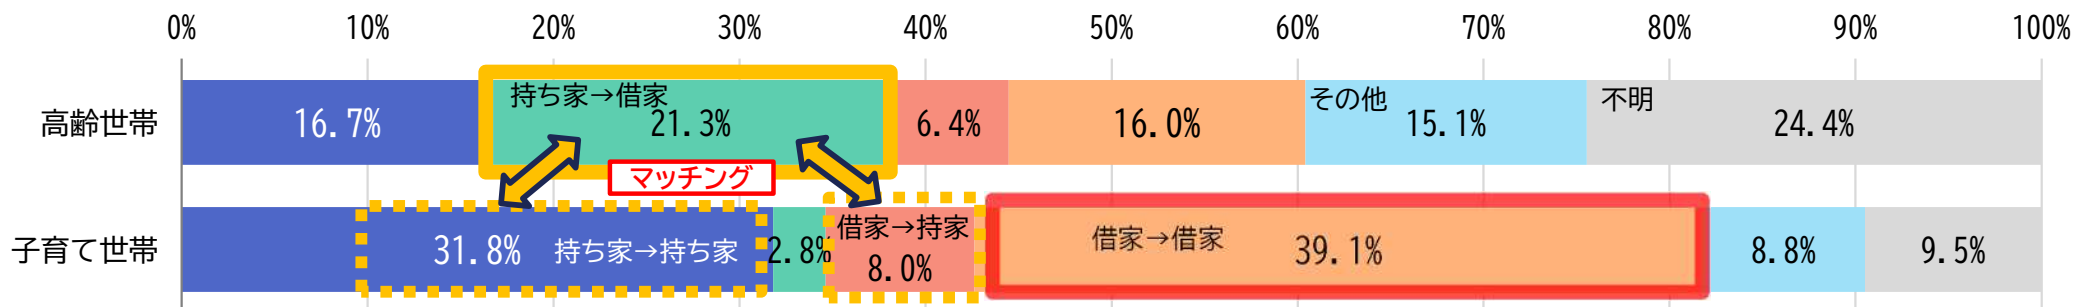 0% 10% 20% 30% 40% 50% 60% 70% 80% 90% 100%
高齢世帯
16.7%
持ち家→借家
21.3%
6.4%
16.0%
その他
15.1%
不明
24.4%
マッチング
子育て世帯
31.8%
持ち家→持ち家
2.8%
借家→持家
8.0%
借家→借家
39.1%
8.8%
9.5%